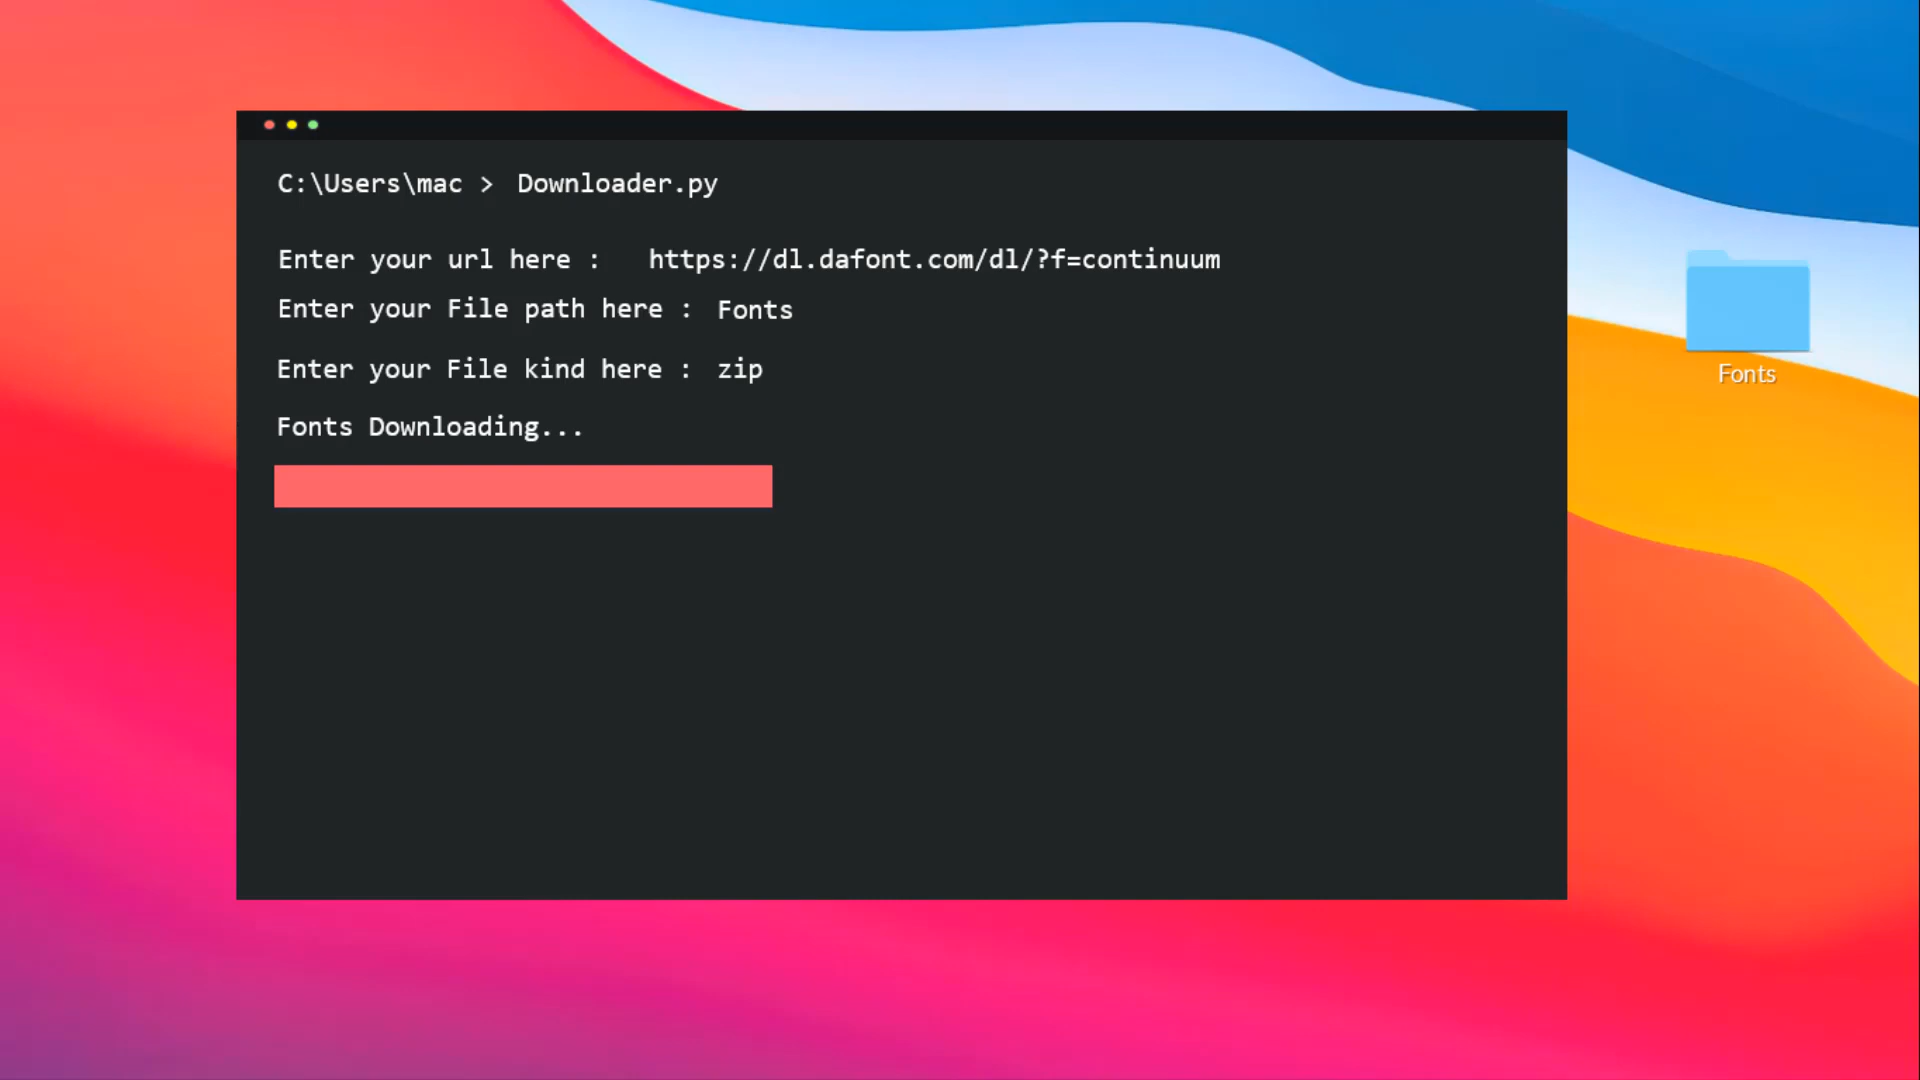 C:\Users\mac > Downloader.py
Enter your url here : https://dl.dafont.com/dl/?f=continuum
Enter your File path here : Fonts
Enter your File kind here : zip
Fonts Downloading...
Fonts